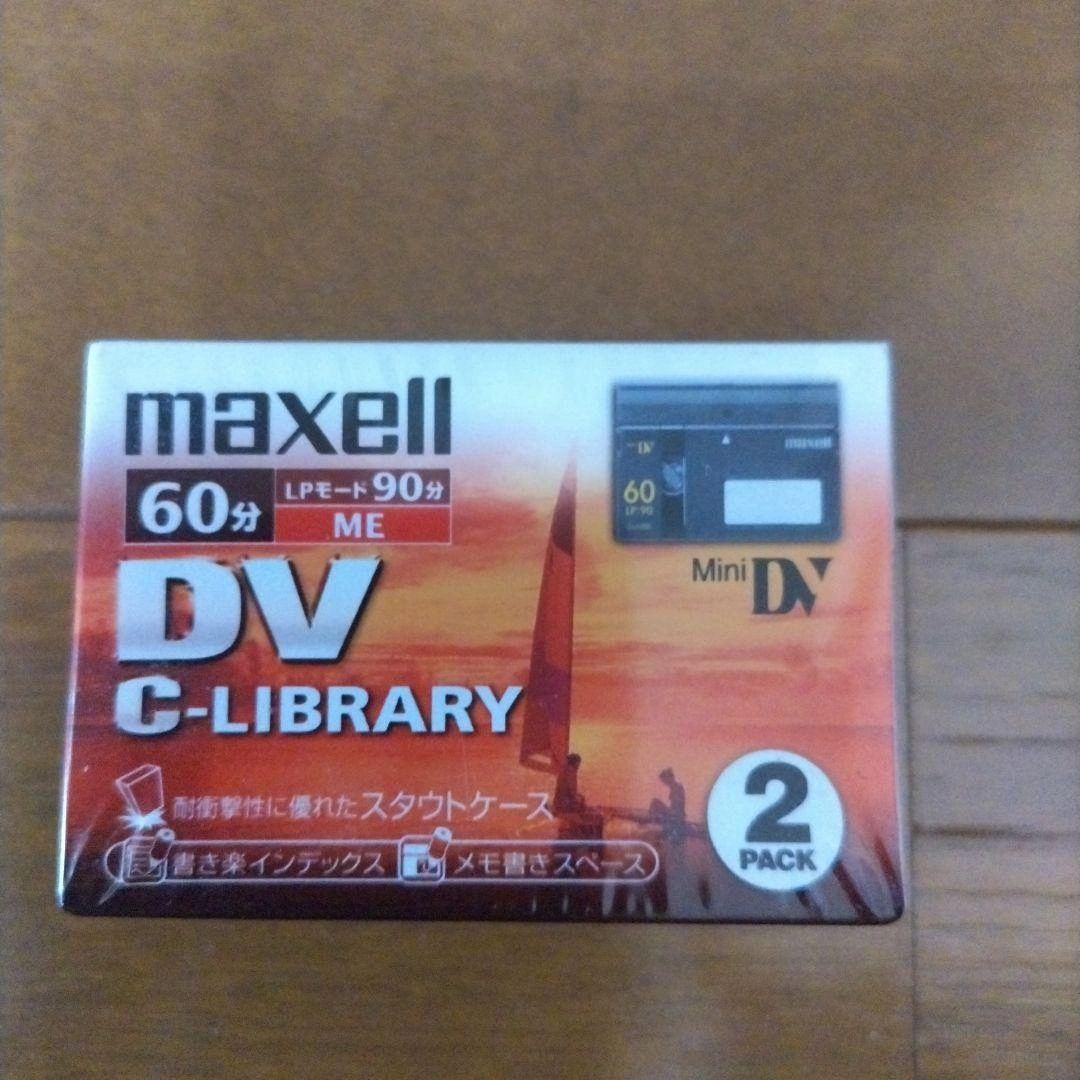 maxell
60分
LPモード90分
ME
DV
C-LIBRARY
耐衝撃性に優れたスタウトケース
書き楽インデックス
メモ書きスペース
DV
maxell
60
LP:90
Mini DV
2
PACK